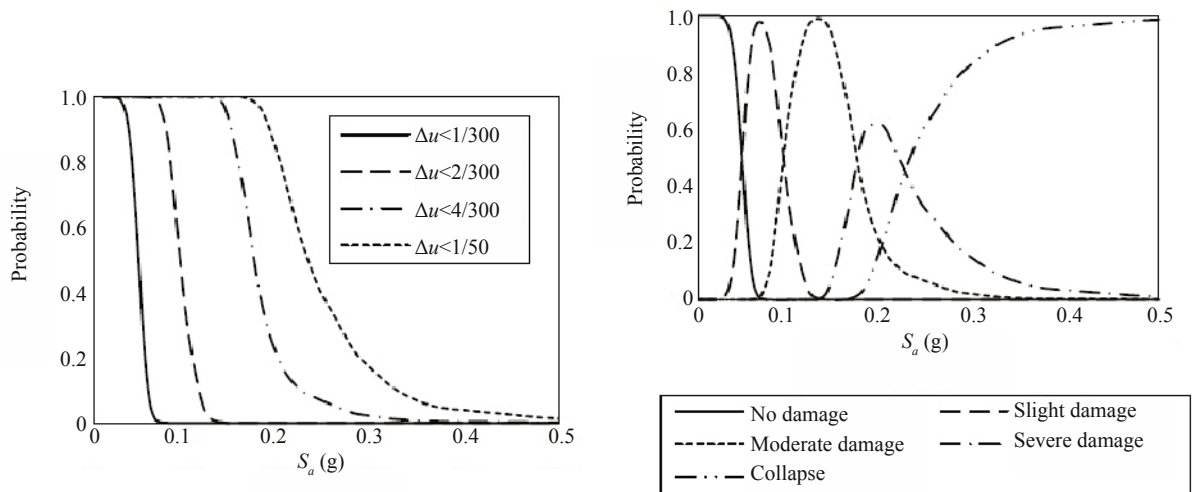 1.0
0.8
0.6
0.4
0.2
0
Probability
0 0.1 0.2 0.3 0.4 0.5
Sₐ (g)
Δu<1/300
Δu<2/300
Δu<4/300
Δu<1/50
1.0
0.8
0.6
0.4
0.2
0
Probability
0 0.1 0.2 0.3 0.4 0.5
Sₐ (g)
No damage Slight damage
Moderate damage Severe damage
Collapse